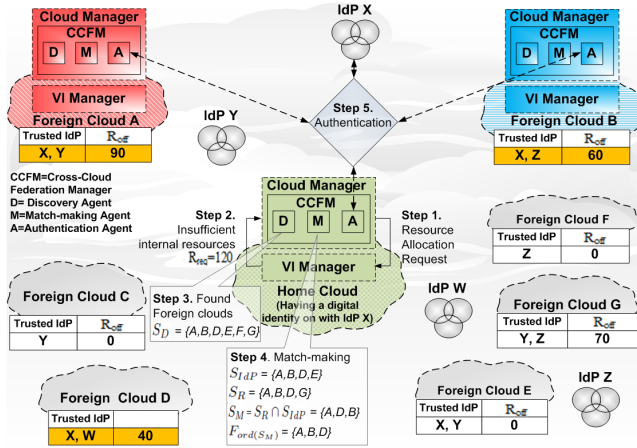 Cloud Manager
CCFM
D M A
VI Manager
Foreign Cloud A
Trusted IdP R_off
X, Y 90
IdP X
IdP Y
Step 5.
Authentication
Cloud Manager
CCFM
D M A
VI Manager
Foreign Cloud B
Trusted IdP R_off
X, Z 60
CCFM=Cross-Cloud
Federation Manager
D= Discovery Agent
M=Match-making Agent
A=Authentication Agent
Step 2.
Insufficient
internal resources
R_req=120
Cloud Manager
CCFM
D M A
VI Manager
Home Cloud
(Having a digital
identity on with IdP X)
Step 1.
Resource
Allocation
Request
Foreign Cloud F
Trusted IdP R_off
Z 0
Foreign Cloud C
Trusted IdP R_off
Y 0
Step 3. Found
Foreign clouds
S_D = {A,B,D,E,F,G}
IdP W
Foreign Cloud G
Trusted IdP R_off
Y, Z 70
Step 4. Match-making
S_IdP = {A,B,D,E}
S_R = {A,B,D,G}
S_M = S_R ∩ S_IdP = {A,D,B}
F_ord(S_M) = {A,B,D}
Foreign Cloud D
Trusted IdP
X, W 40
Foreign Cloud E
Trusted IdP R_off
X, Y 0
IdP Z